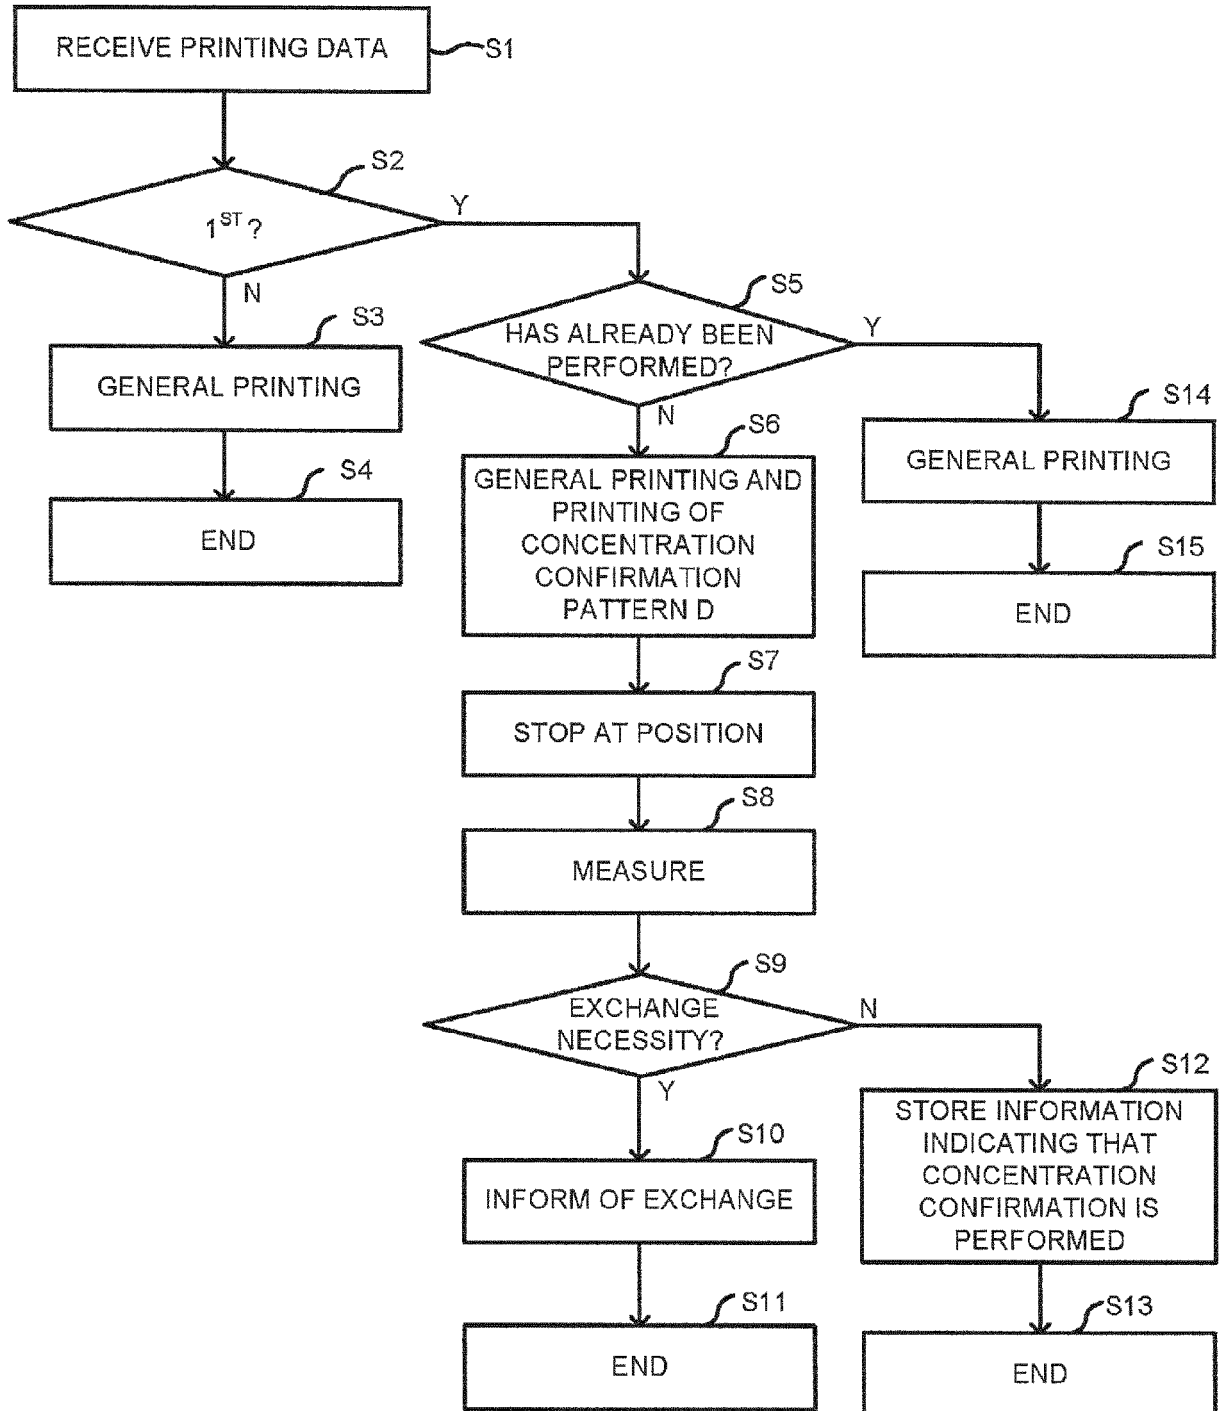 RECEIVE PRINTING DATA
S1
S2
1ST ?
Y
N
S3
GENERAL PRINTING
S4
END
S5
HAS ALREADY BEEN
PERFORMED?
Y
N
S14
GENERAL PRINTING
S15
END
S6
GENERAL PRINTING AND
PRINTING OF
CONCENTRATION
CONFIRMATION
PATTERN D
S7
STOP AT POSITION
S8
MEASURE
S9
EXCHANGE
NECESSITY?
N
Y
S10
INFORM OF EXCHANGE
S11
END
S12
STORE INFORMATION
INDICATING THAT
CONCENTRATION
CONFIRMATION IS
PERFORMED
S13
END